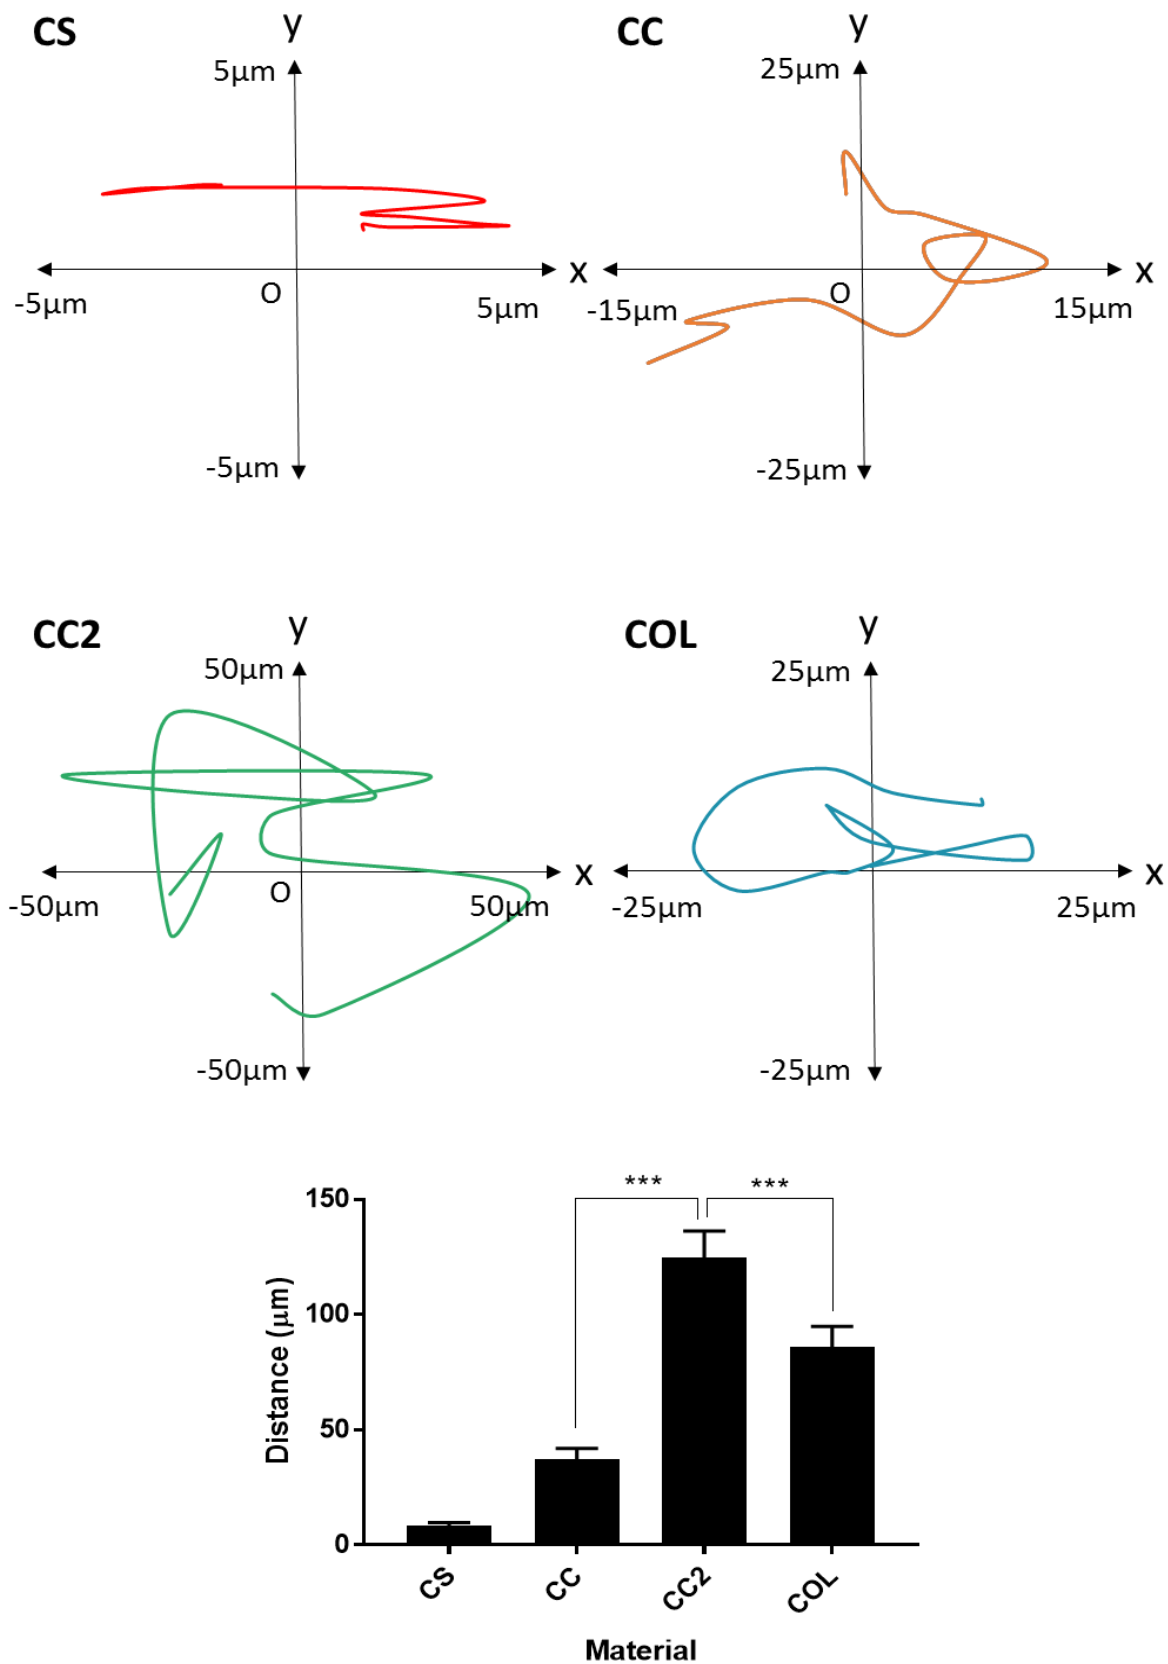 CS
y
5µm
x
-5µm
O
5µm
-5µm
CC
y
25µm
x
-15µm
O
15µm
-25µm
CC2
y
50µm
x
-50µm
O
50µm
-50µm
COL
y
25µm
x
-25µm
25µm
-25µm
*** ***
150
100
50
0
Distance (µm)
CS CC CC2 COL
Material